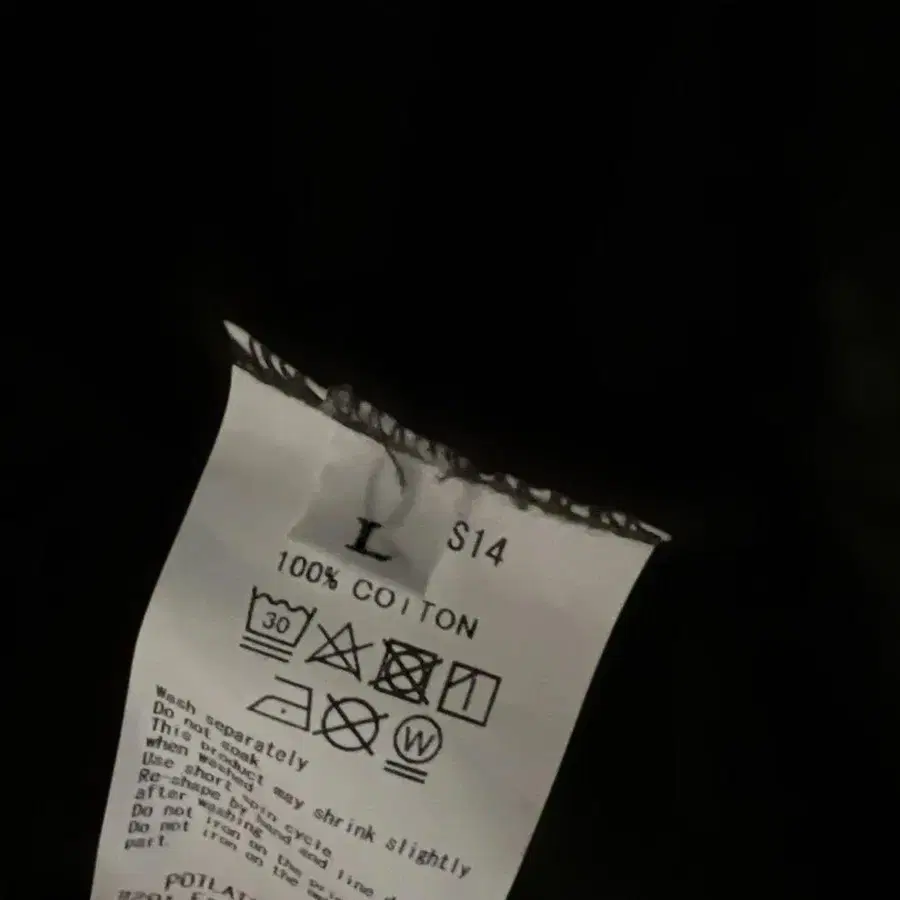 L S14
100% COTTON
30
W
Wash separately
Do not soak
This product may shrink slightly
when washed
Use short spin cycle
Re-shape by hand and line
after washing
Do not iron on the
Do not iron on the
part.